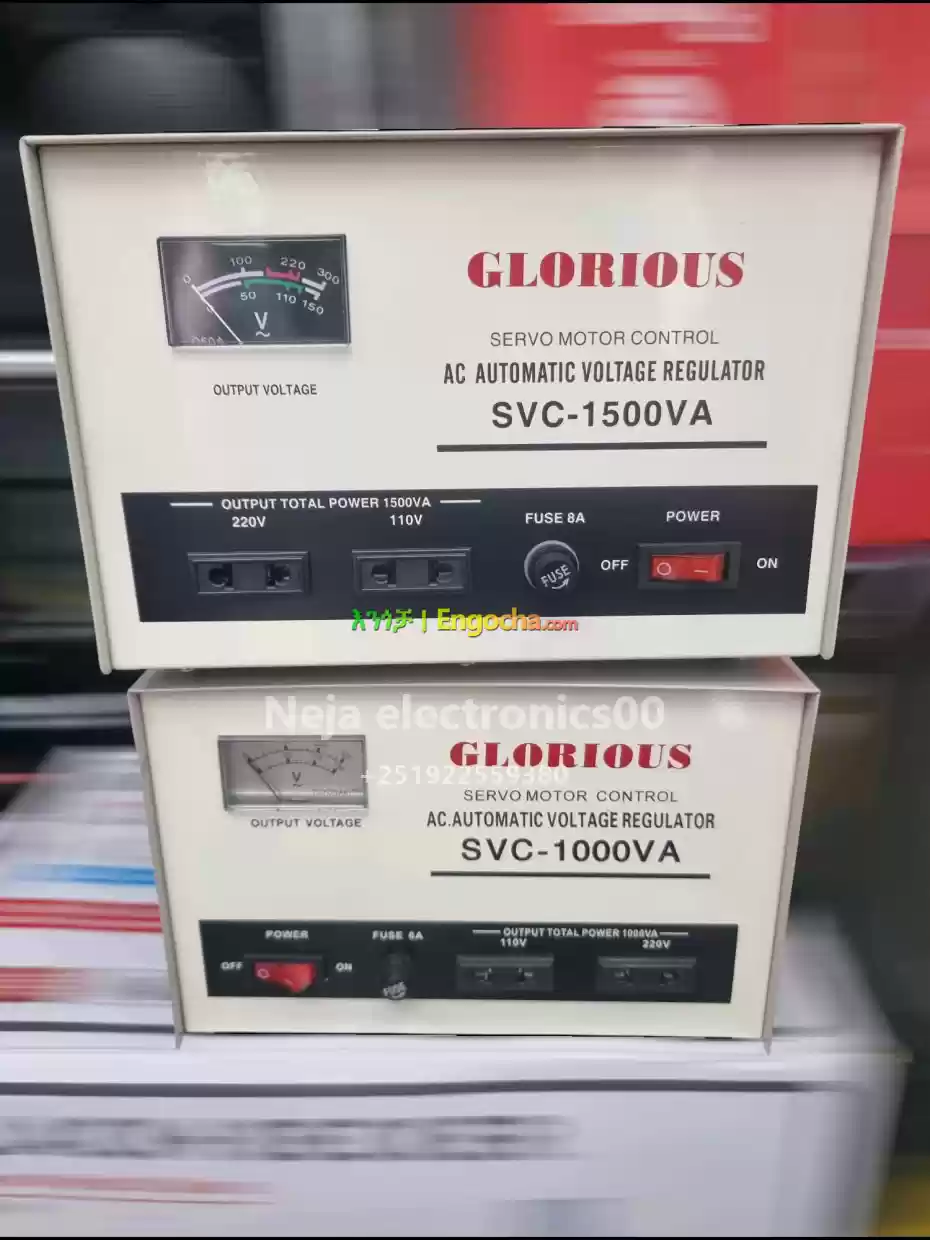 0 100 220 300
0 50 110 150
V
OUTPUT VOLTAGE
GLORIOUS
SERVO MOTOR CONTROL
AC AUTOMATIC VOLTAGE REGULATOR
SVC-1500VA
OUTPUT TOTAL POWER 1500VA
220V 110V
FUSE 8A
POWER
FUSE
OFF
ON
እንጎቻ | Engocha.com
Neja electronics00
+251922559380
V
OUTPUT VOLTAGE
GLORIOUS
SERVO MOTOR CONTROL
AC.AUTOMATIC VOLTAGE REGULATOR
SVC-1000VA
POWER
OFF
ON
FUSE 6A
FUSE
OUTPUT TOTAL POWER 1000VA
110V 220V